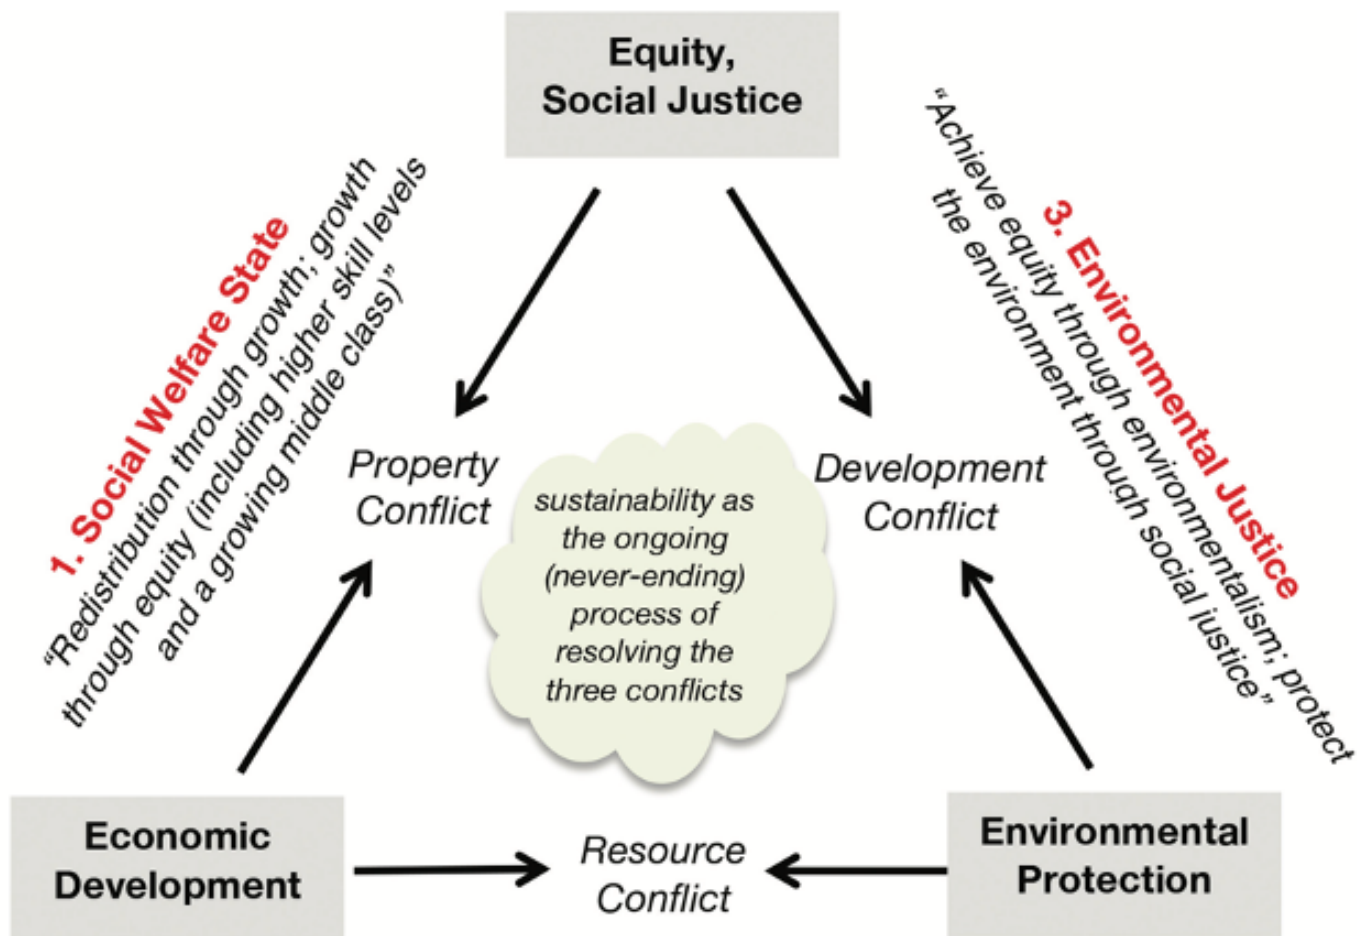 Equity,
Social Justice
1. Social Welfare State
“Redistribution through growth; growth
through equity (including higher skill levels
and a growing middle class)”
3. Environmental Justice
“Achieve equity through environmentalism; protect
the environment through social justice”
Property
Conflict
Development
Conflict
sustainability as
the ongoing
(never-ending)
process of
resolving the
three conflicts
Economic
Development
Resource
Conflict
Environmental
Protection